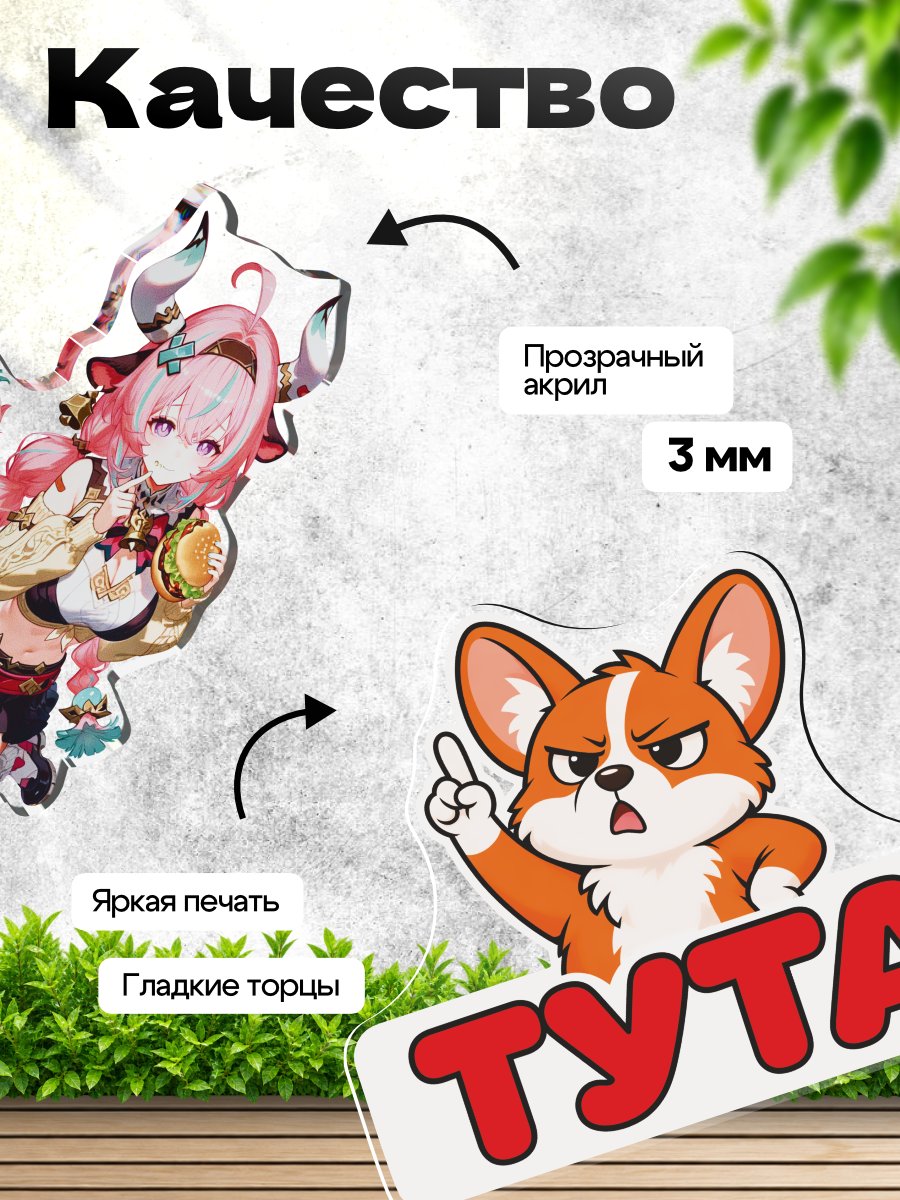 Качество
Прозрачный
акрил
3 мм
Яркая печать
Гладкие торцы
ТУТА